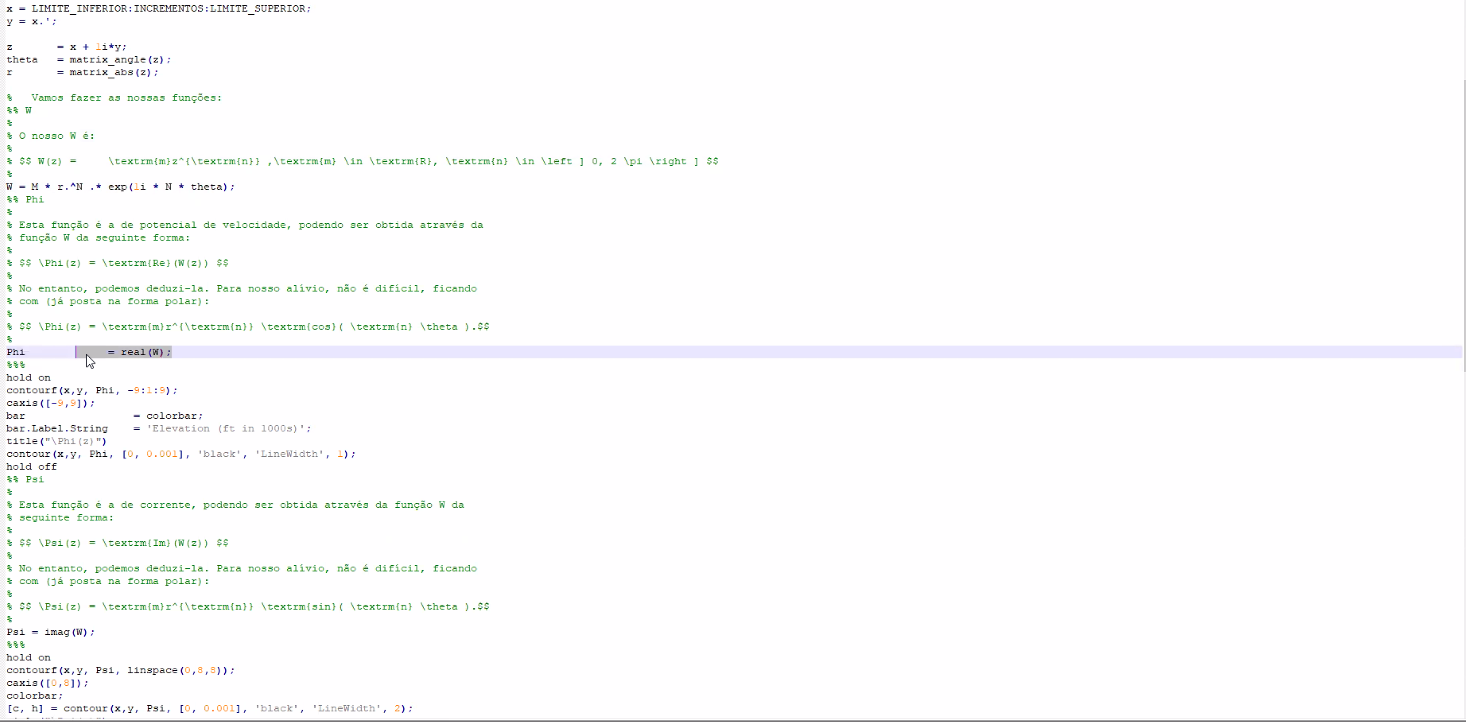 x = LIMITE_INFERIOR:INCREMENTOS:LIMITE_SUPERIOR;
y = x.';
z       = x + 1i*y;
theta   = matrix_angle(z);
r       = matrix_abs(z);
%   Vamos fazer as nossas funções:
%% W
%
% O nosso W é:
%
% $$ W(z) =     \textrm{m}z^{\textrm{n}} ,\textrm{m} \in \textrm{R}, \textrm{n} \in \left ] 0, 2 \pi \right ] $$
%
W = M * r.^N .* exp(1i * N * theta);
%% Phi
%
% Esta função é a de potencial de velocidade, podendo ser obtida através da
% função W da seguinte forma:
%
% $$ \Phi(z) = \textrm{Re}(W(z)) $$
%
% No entanto, podemos deduzi-la. Para nosso alívio, não é difícil, ficando
% com (já posta na forma polar):
%
% $$ \Phi(z) = \textrm{m}r^{\textrm{n}} \textrm{cos}( \textrm{n} \theta ).$$
%
Phi             = real(W);
%%%
hold on
contourf(x,y, Phi, -9:1:9);
caxis([-9,9]);
bar                 = colorbar;
bar.Label.String    = 'Elevation (ft in 1000s)';
title("\Phi(z)")
contour(x,y, Phi, [0, 0.001], 'black', 'LineWidth', 1);
hold off
%% Psi
%
% Esta função é a de corrente, podendo ser obtida através da função W da
% seguinte forma:
%
% $$ \Psi(z) = \textrm{Im}(W(z)) $$
%
% No entanto, podemos deduzi-la. Para nosso alívio, não é difícil, ficando
% com (já posta na forma polar):
%
% $$ \Psi(z) = \textrm{m}r^{\textrm{n}} \textrm{sin}( \textrm{n} \theta ).$$
%
Psi = imag(W);
%%%
hold on
contourf(x,y, Psi, linspace(0,8,8));
caxis([0,8]);
colorbar;
[c, h] = contour(x,y, Psi, [0, 0.001], 'black', 'LineWidth', 2);